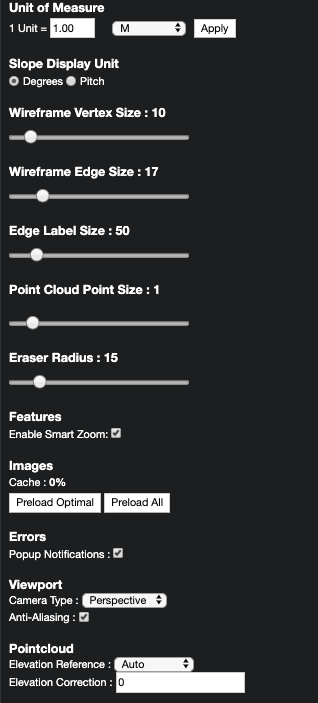 Unit of Measure
1 Unit = 1.00 M Apply
Slope Display Unit
Degrees Pitch
Wireframe Vertex Size : 10
Wireframe Edge Size : 17
Edge Label Size : 50
Point Cloud Point Size : 1
Eraser Radius : 15
Features
Enable Smart Zoom:
Images
Cache : 0%
Preload Optimal Preload All
Errors
Popup Notifications :
Viewport
Camera Type : Perspective
Anti-Aliasing :
Pointcloud
Elevation Reference : Auto
Elevation Correction : 0